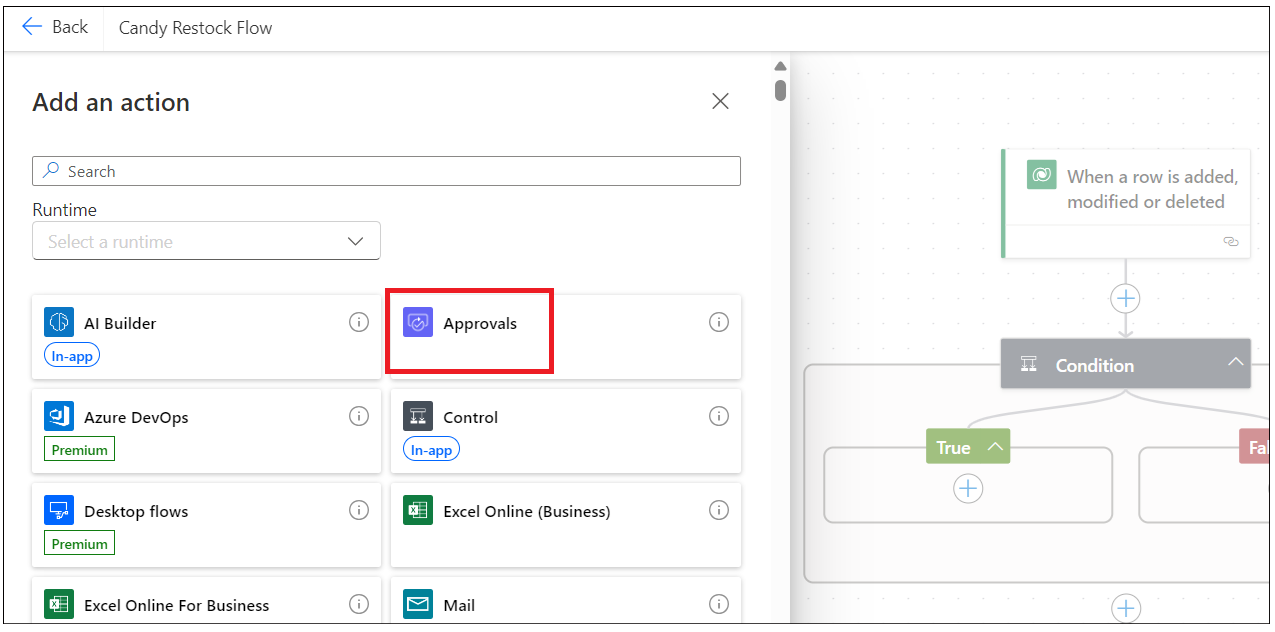 Back
Candy Restock Flow
Add an action
Search
Runtime
Select a runtime
AI Builder
In-app
Approvals
Azure DevOps
Premium
Control
In-app
Desktop flows
Premium
Excel Online (Business)
Excel Online For Business
Mail
When a row is added,
modified or deleted
Condition
True